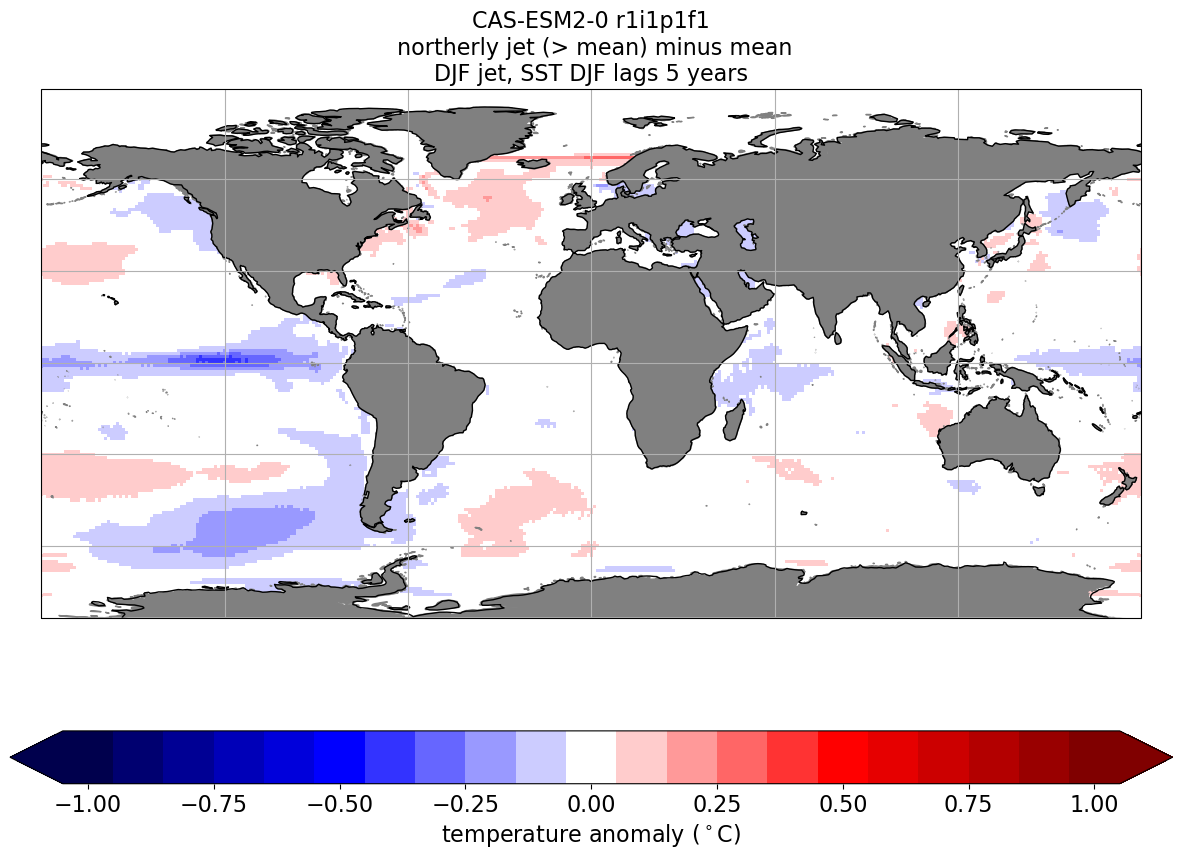 CAS-ESM2-0 r1i1p1f1
northerly jet (> mean) minus mean
DJF jet, SST DJF lags 5 years
−1.00 −0.75 −0.50 −0.25 0.00 0.25 0.50 0.75 1.00
temperature anomaly (°C)